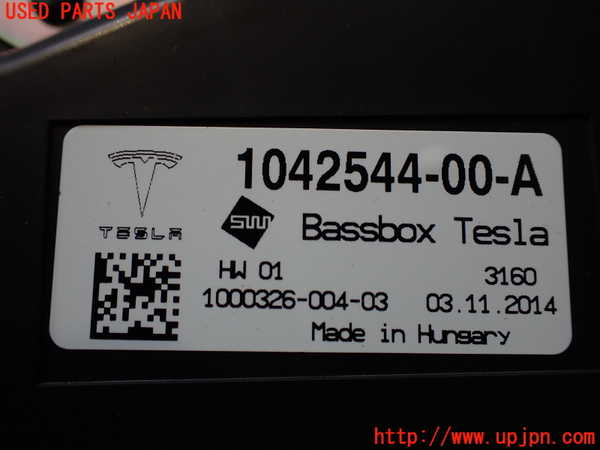 USED PARTS JAPAN
1042544-00-A
TESLA
SW Bassbox Tesla
HW 01 3160
1000326-004-03 03.11.2014
Made in Hungary
http://www.upjpn.com/